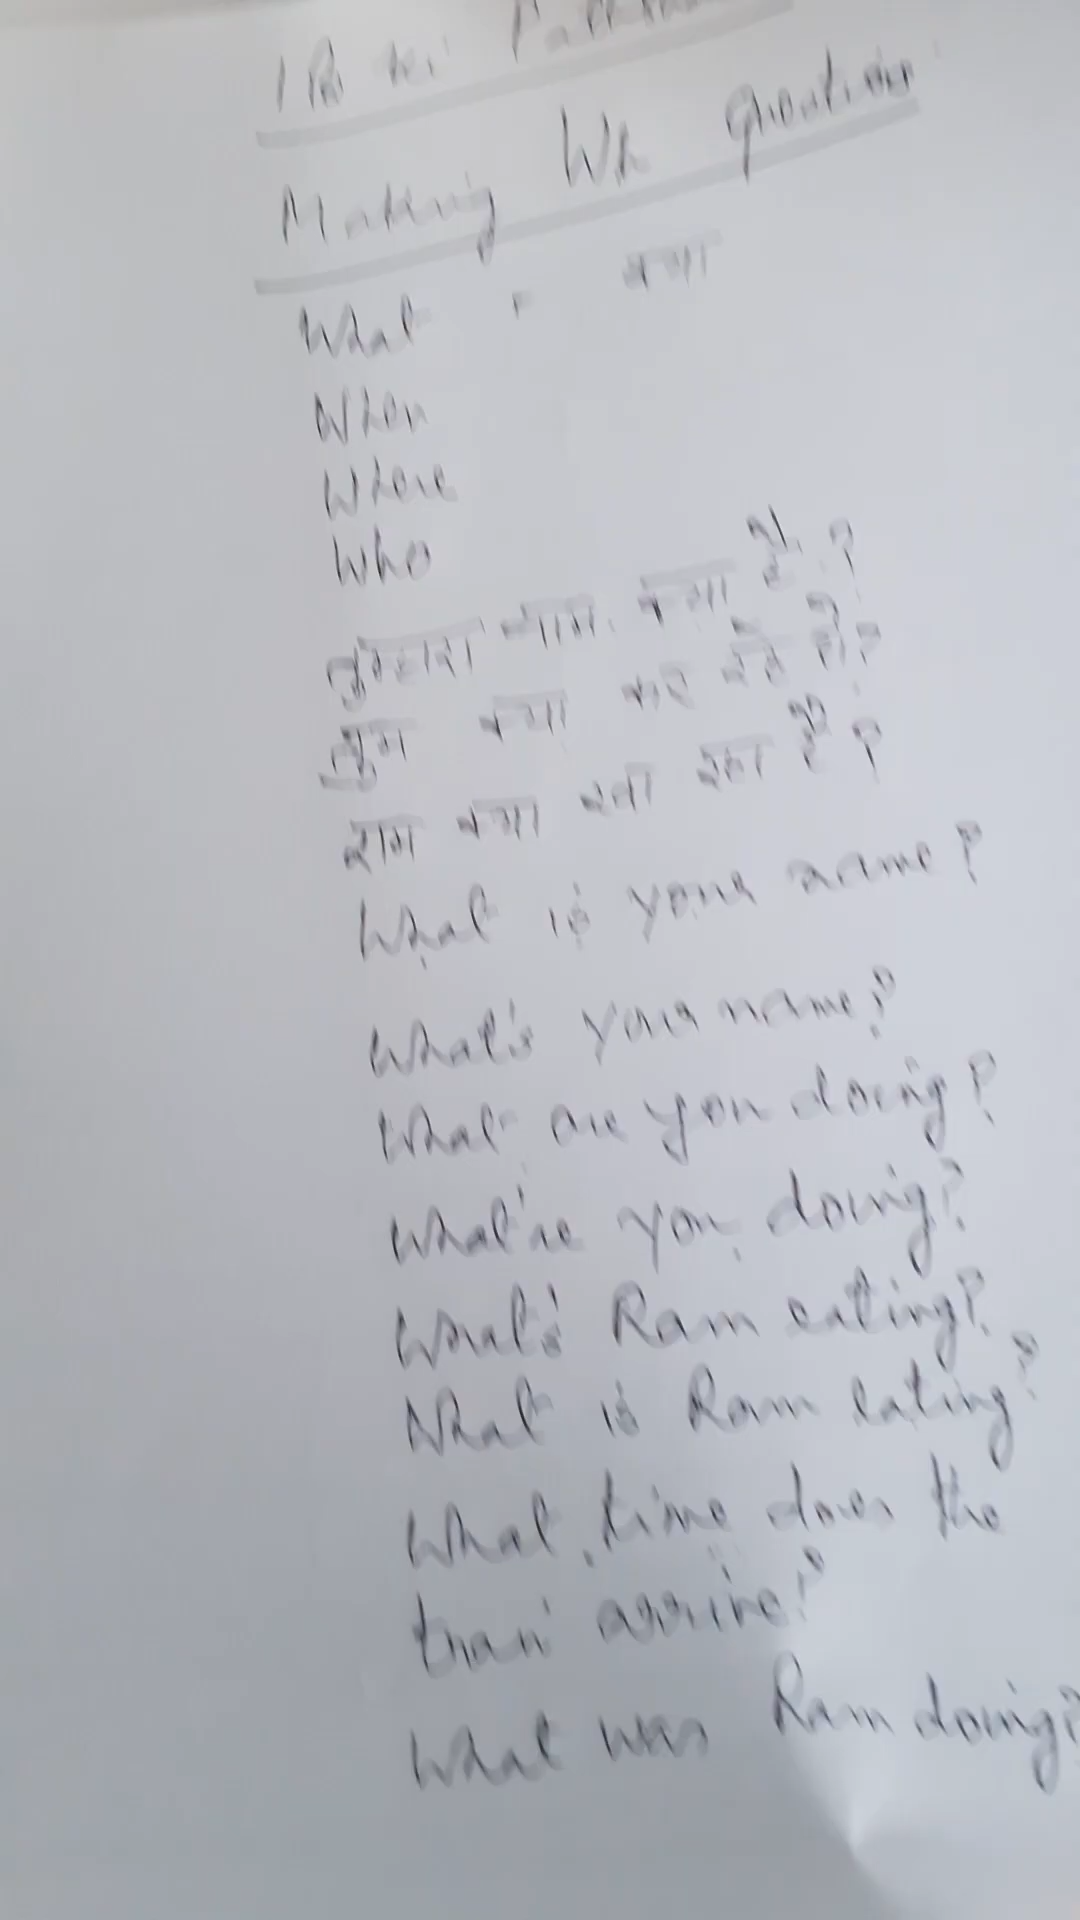 Making Wh questions
What - क्या
When
Where
Who
तुम्हारा नाम क्या है ?
तुम क्या कर रहे हो ?
राम क्या खा रहा है ?
What is your name?
What's your name?
What are you doing?
What're you doing?
What's Ram eating?
What is Ram eating?
What time does the
train arrive?
What was Ram doing?